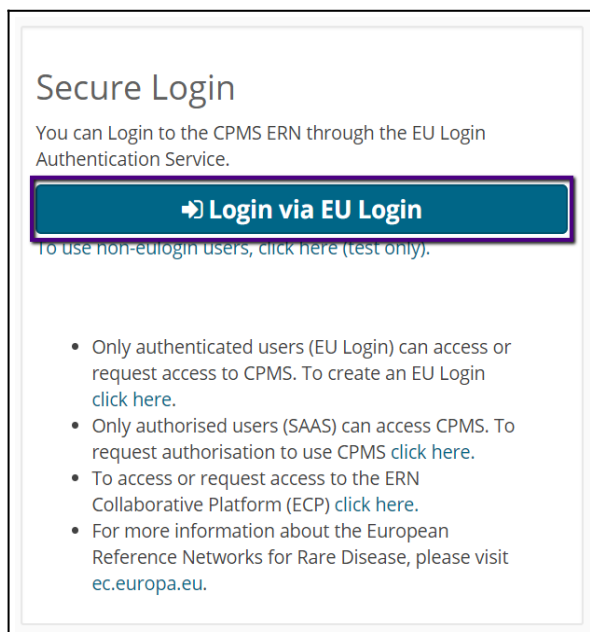 Secure Login
You can Login to the CPMS ERN through the EU Login
Authentication Service.
Login via EU Login
To use non-eulogin users, click here (test only).
• Only authenticated users (EU Login) can access or
request access to CPMS. To create an EU Login
click here.
• Only authorised users (SAAS) can access CPMS. To
request authorisation to use CPMS click here.
• To access or request access to the ERN
Collaborative Platform (ECP) click here.
• For more information about the European
Reference Networks for Rare Disease, please visit
ec.europa.eu.